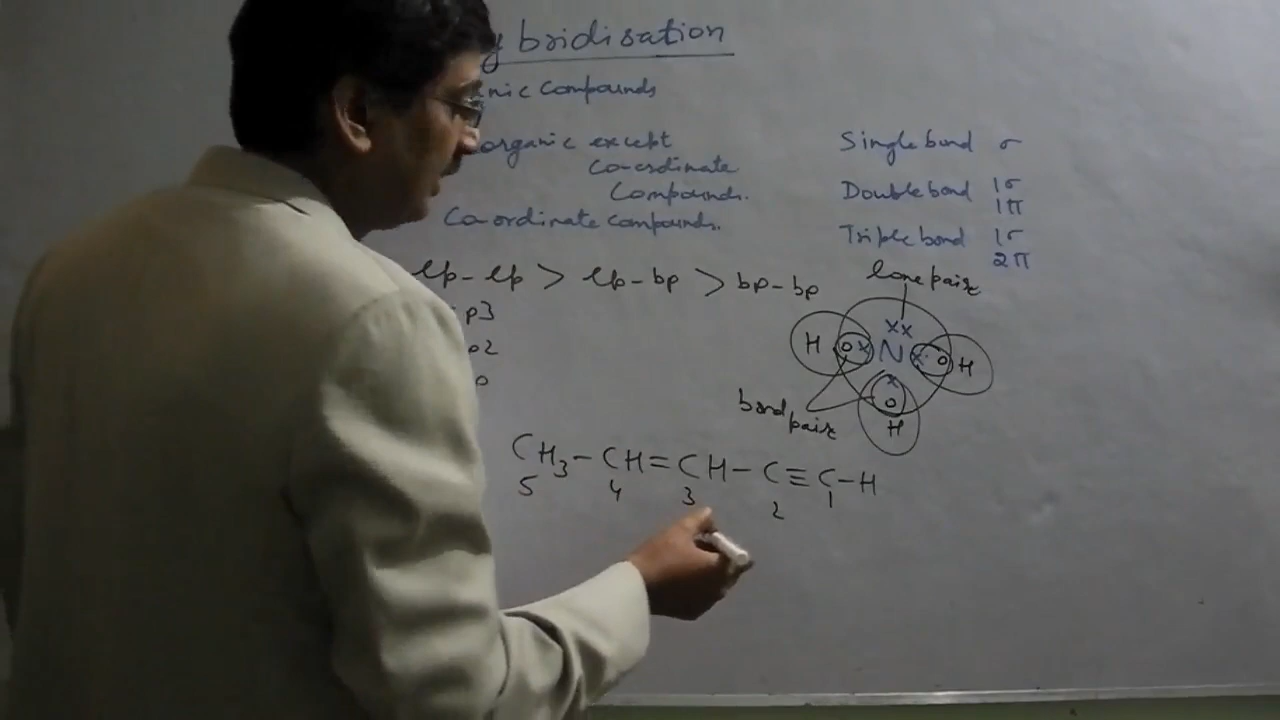 ybridisation
nic compounds
organic except
Co-ordinate
Compounds.
Co-ordinate compounds.
Single bond σ
Double bond 1σ
1π
Triple bond 1σ
2π
lp-lp > lp-bp > bp-bp
p3
p2
p
lone pair
xx
H o x N x o H
x
o
H
bond pair
CH3-CH=CH-C≡C-H
5 4 3 2 1